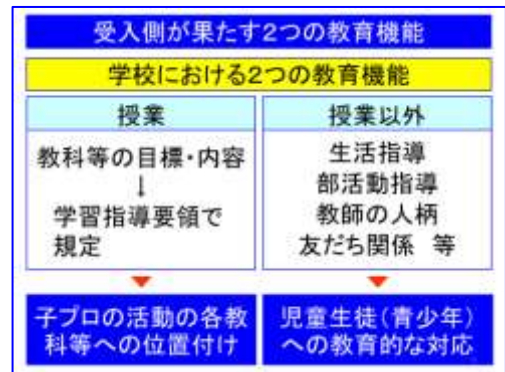 受入側が果たす2つの教育機能
学校における2つの教育機能
授業
教科等の目標・内容
↓
学習指導要領で
規定
授業以外
生活指導
部活動指導
教師の人柄
友だち関係 等
子プロの活動の各教
科等への位置付け
児童生徒(青少年)
への教育的な対応